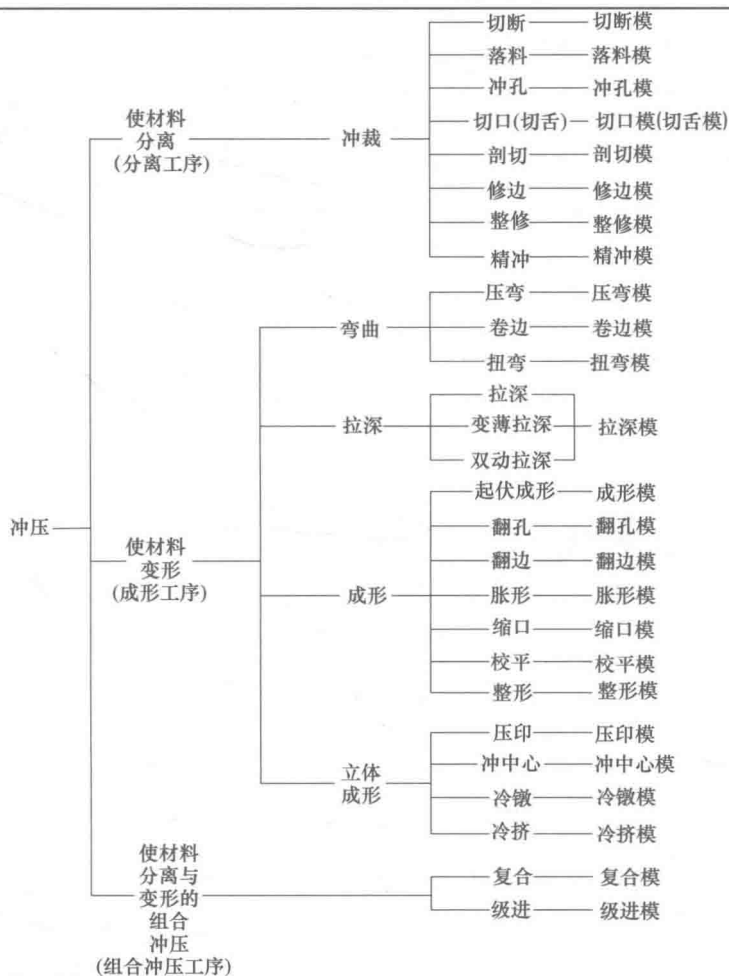 切断 切断模
落料 落料模
冲孔 冲孔模
切口(切舌) 切口模(切舌模)
剖切 剖切模
修边 修边模
整修 整修模
精冲 精冲模
使材料
分离
(分离工序)
冲裁
压弯 压弯模
卷边 卷边模
扭弯 扭弯模
弯曲
拉深
变薄拉深
双动拉深
拉深模
拉深
起伏成形 成形模
翻孔 翻孔模
翻边 翻边模
胀形 胀形模
缩口 缩口模
校平 校平模
整形 整形模
成形
冲压
使材料
变形
(成形工序)
压印 压印模
冲中心 冲中心模
冷镦 冷镦模
冷挤 冷挤模
立体
成形
使材料
分离与
变形的
组合
冲压
(组合冲压工序)
复合 复合模
级进 级进模